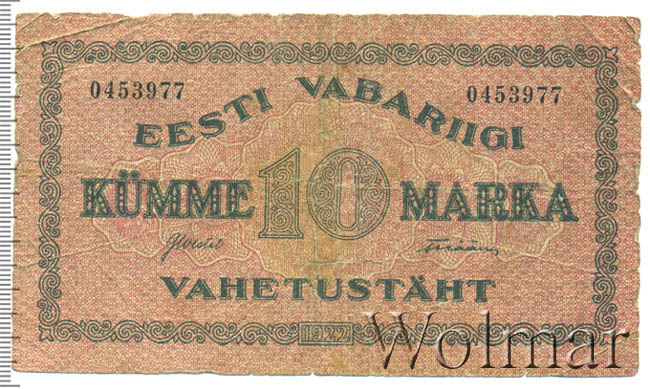 0453977 0453977
EESTI VABARIIGI
KÜMME 10 MARKA
VAHETUSTÄHT
1922
Wolmar